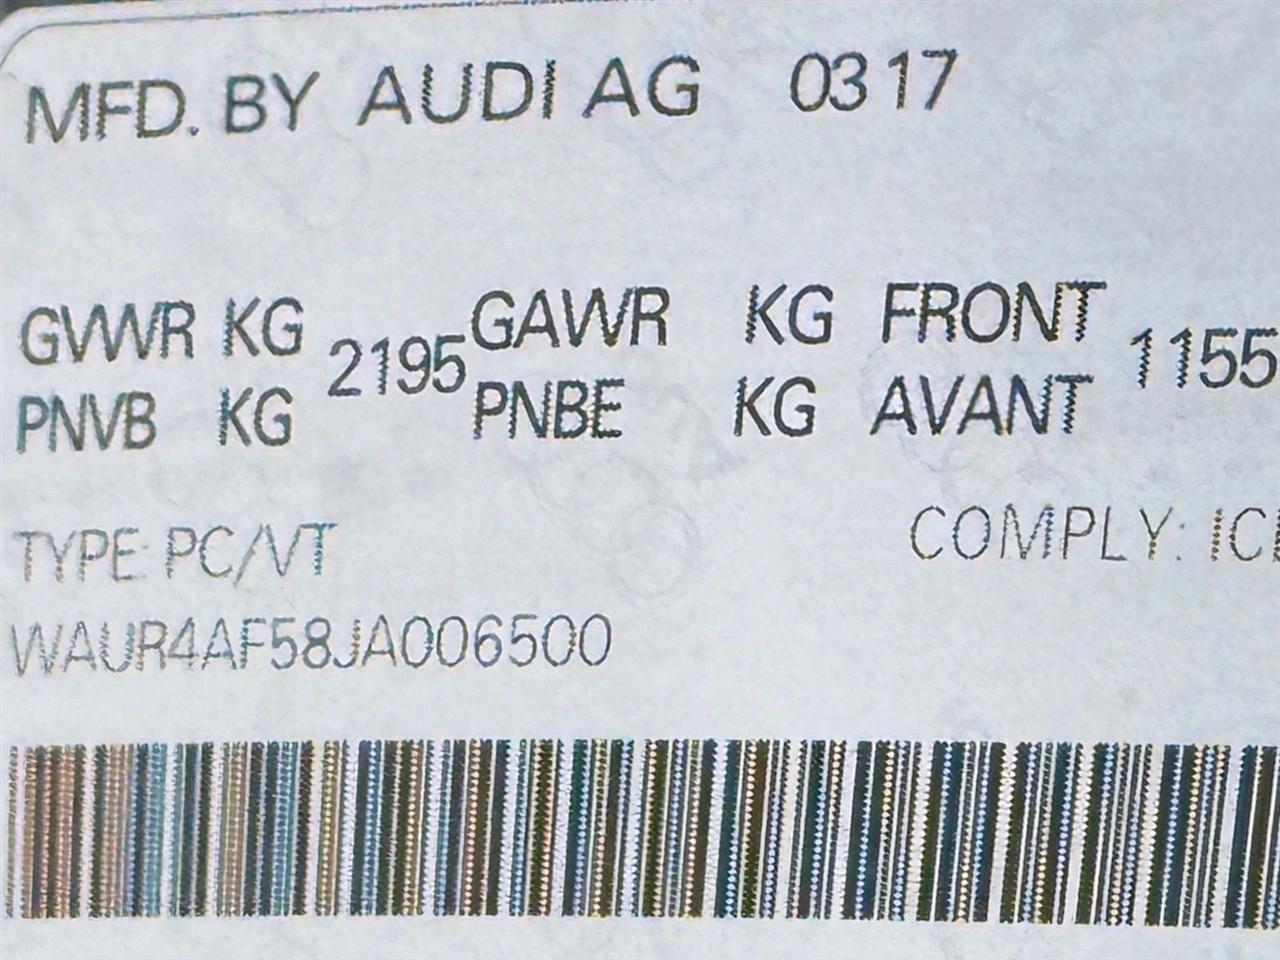 MFD. BY AUDI AG 03 17
GVWR KG 2195 GAWR KG FRONT 1155
PNVB KG PNBE KG AVANT
TYPE: PC/VT COMPLY: ICE
WAUR4AF58JA006500